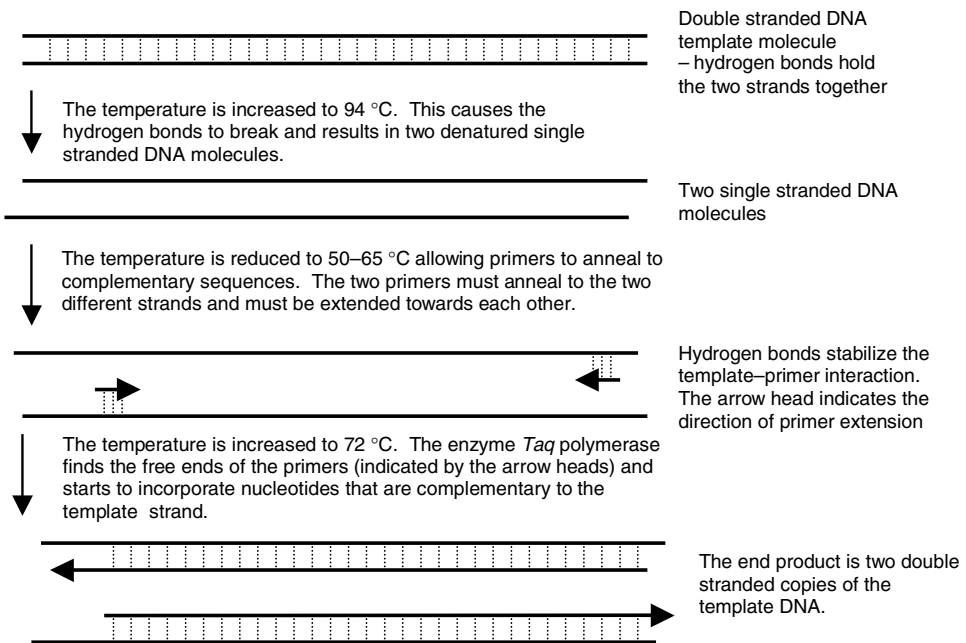 Double stranded DNA
template molecule
– hydrogen bonds hold
the two strands together
The temperature is increased to 94 °C. This causes the
hydrogen bonds to break and results in two denatured single
stranded DNA molecules.
Two single stranded DNA
molecules
The temperature is reduced to 50–65 °C allowing primers to anneal to
complementary sequences. The two primers must anneal to the two
different strands and must be extended towards each other.
Hydrogen bonds stabilize the
template–primer interaction.
The arrow head indicates the
direction of primer extension
The temperature is increased to 72 °C. The enzyme Taq polymerase
finds the free ends of the primers (indicated by the arrow heads) and
starts to incorporate nucleotides that are complementary to the
template strand.
The end product is two double
stranded copies of the
template DNA.